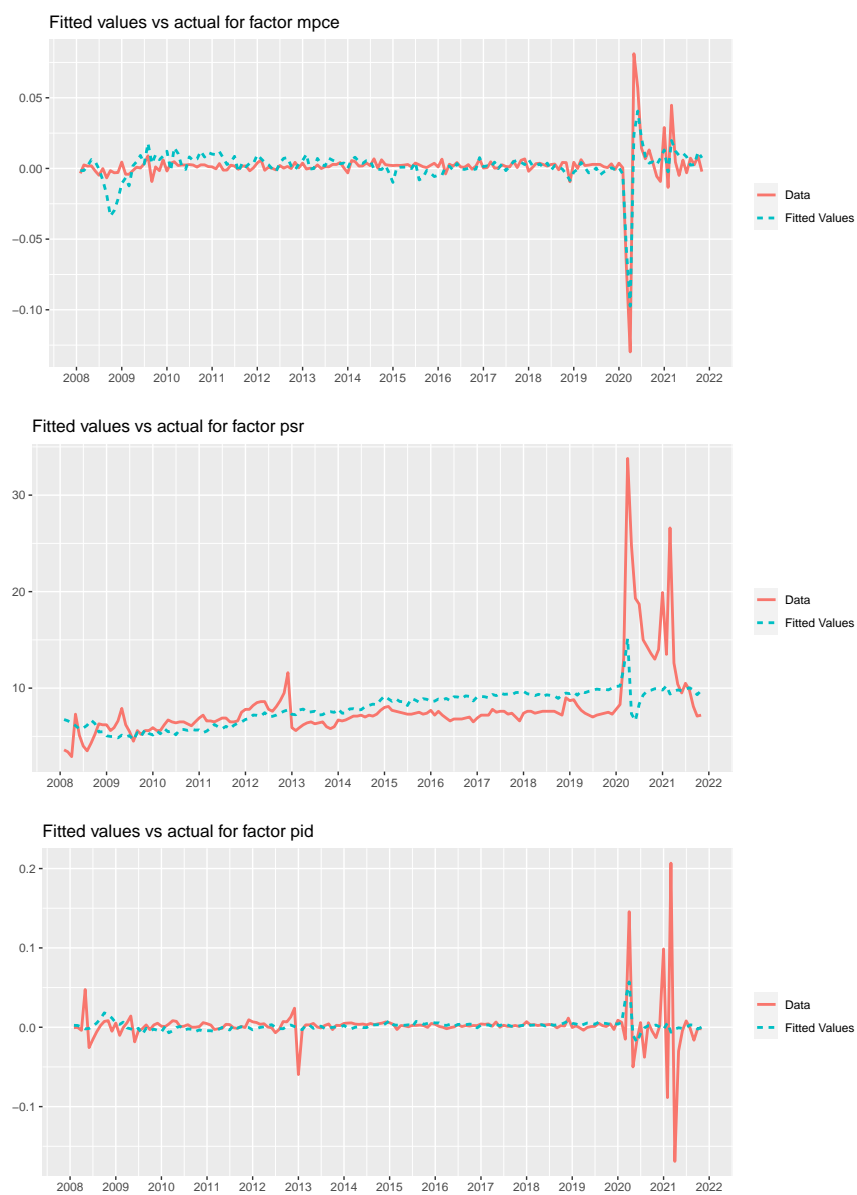 Fitted values vs actual for factor mpce
0.05
0.00
−0.05
−0.10
2008 2009 2010 2011 2012 2013 2014 2015 2016 2017 2018 2019 2020 2021 2022
Data
Fitted Values
Fitted values vs actual for factor psr
30
20
10
2008 2009 2010 2011 2012 2013 2014 2015 2016 2017 2018 2019 2020 2021 2022
Data
Fitted Values
Fitted values vs actual for factor pid
0.2
0.1
0.0
−0.1
2008 2009 2010 2011 2012 2013 2014 2015 2016 2017 2018 2019 2020 2021 2022
Data
Fitted Values